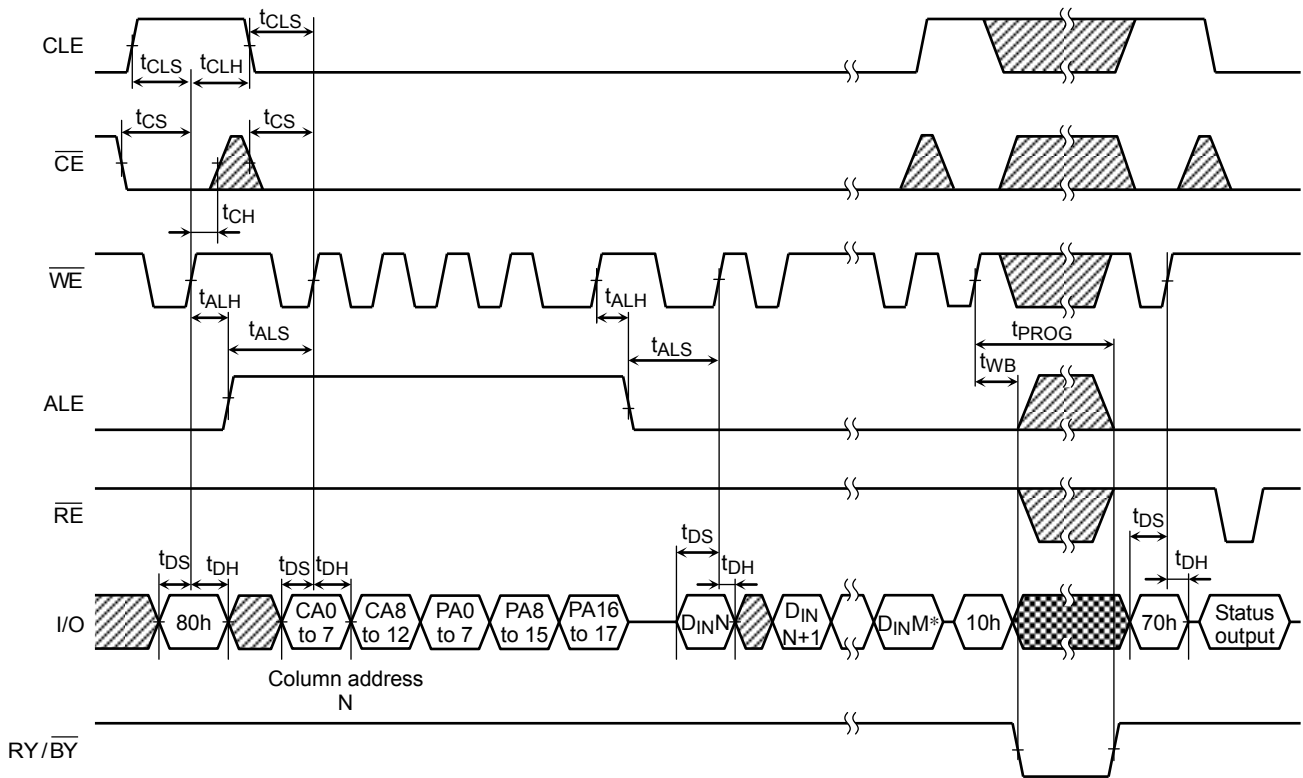 CLE
tCLS
tCLS
tCLH
CE
tCS
tCS
tCH
WE
tALH
tALS
tALH
tALS
tPROG
tWB
ALE
RE
tDS
tDH
tDS
tDH
tDS
tDH
tDS
tDH
I/O
80h
CA0
to 7
CA8
to 12
PA0
to 7
PA8
to 15
PA16
to 17
DINN
DIN
N+1
DINM*
10h
70h
Status
output
Column address
N
RY/BY